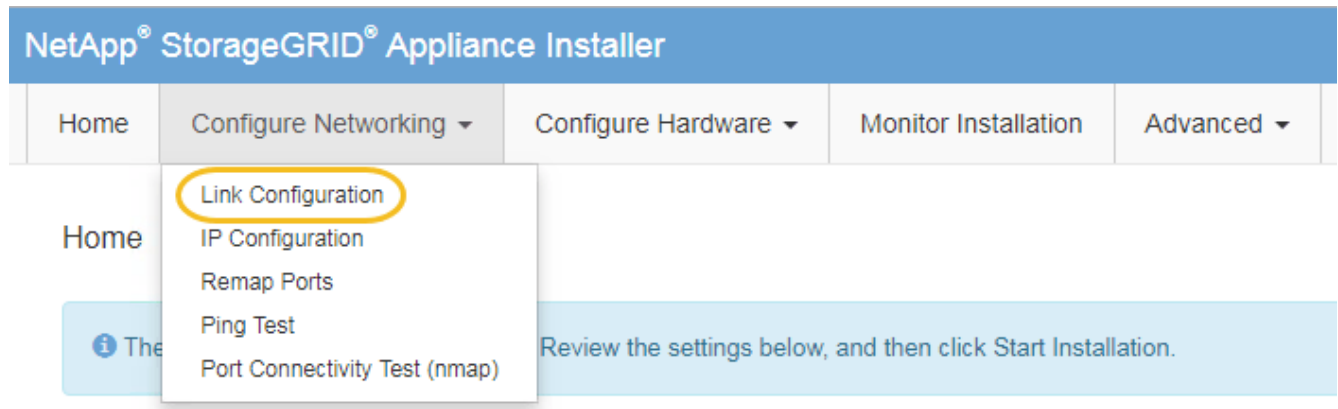 NetApp® StorageGRID® Appliance Installer
Home Configure Networking Configure Hardware Monitor Installation Advanced
Link Configuration
Home
IP Configuration
Remap Ports
Ping Test
The Review the settings below, and then click Start Installation.
Port Connectivity Test (nmap)